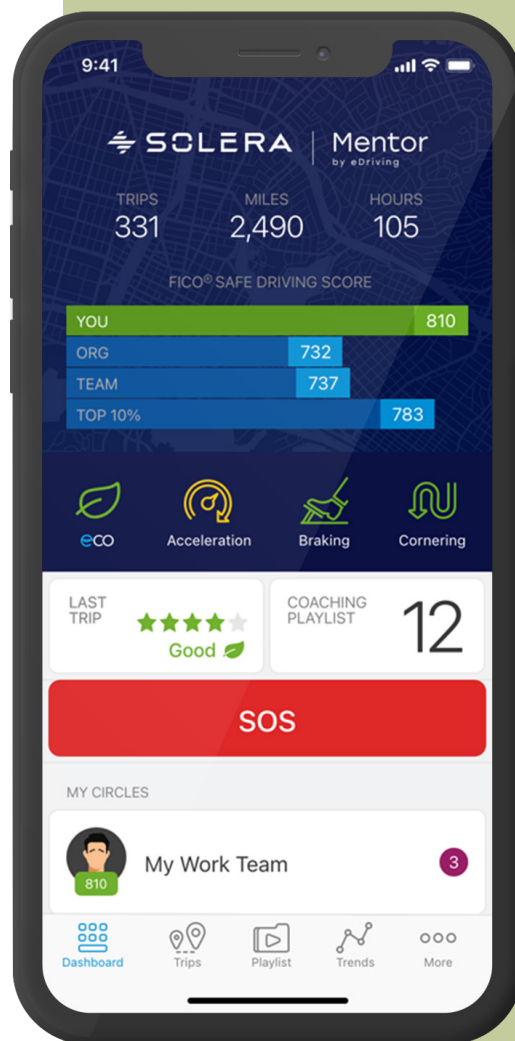 9:41
SOLERA | Mentor
by eDriving
TRIPS MILES HOURS
331 2,490 105
FICO® SAFE DRIVING SCORE
YOU 810
ORG 732
TEAM 737
TOP 10% 783
eco Acceleration Braking Cornering
LAST
TRIP
Good
COACHING
PLAYLIST
12
SOS
MY CIRCLES
810
My Work Team
3
Dashboard Trips Playlist Trends More